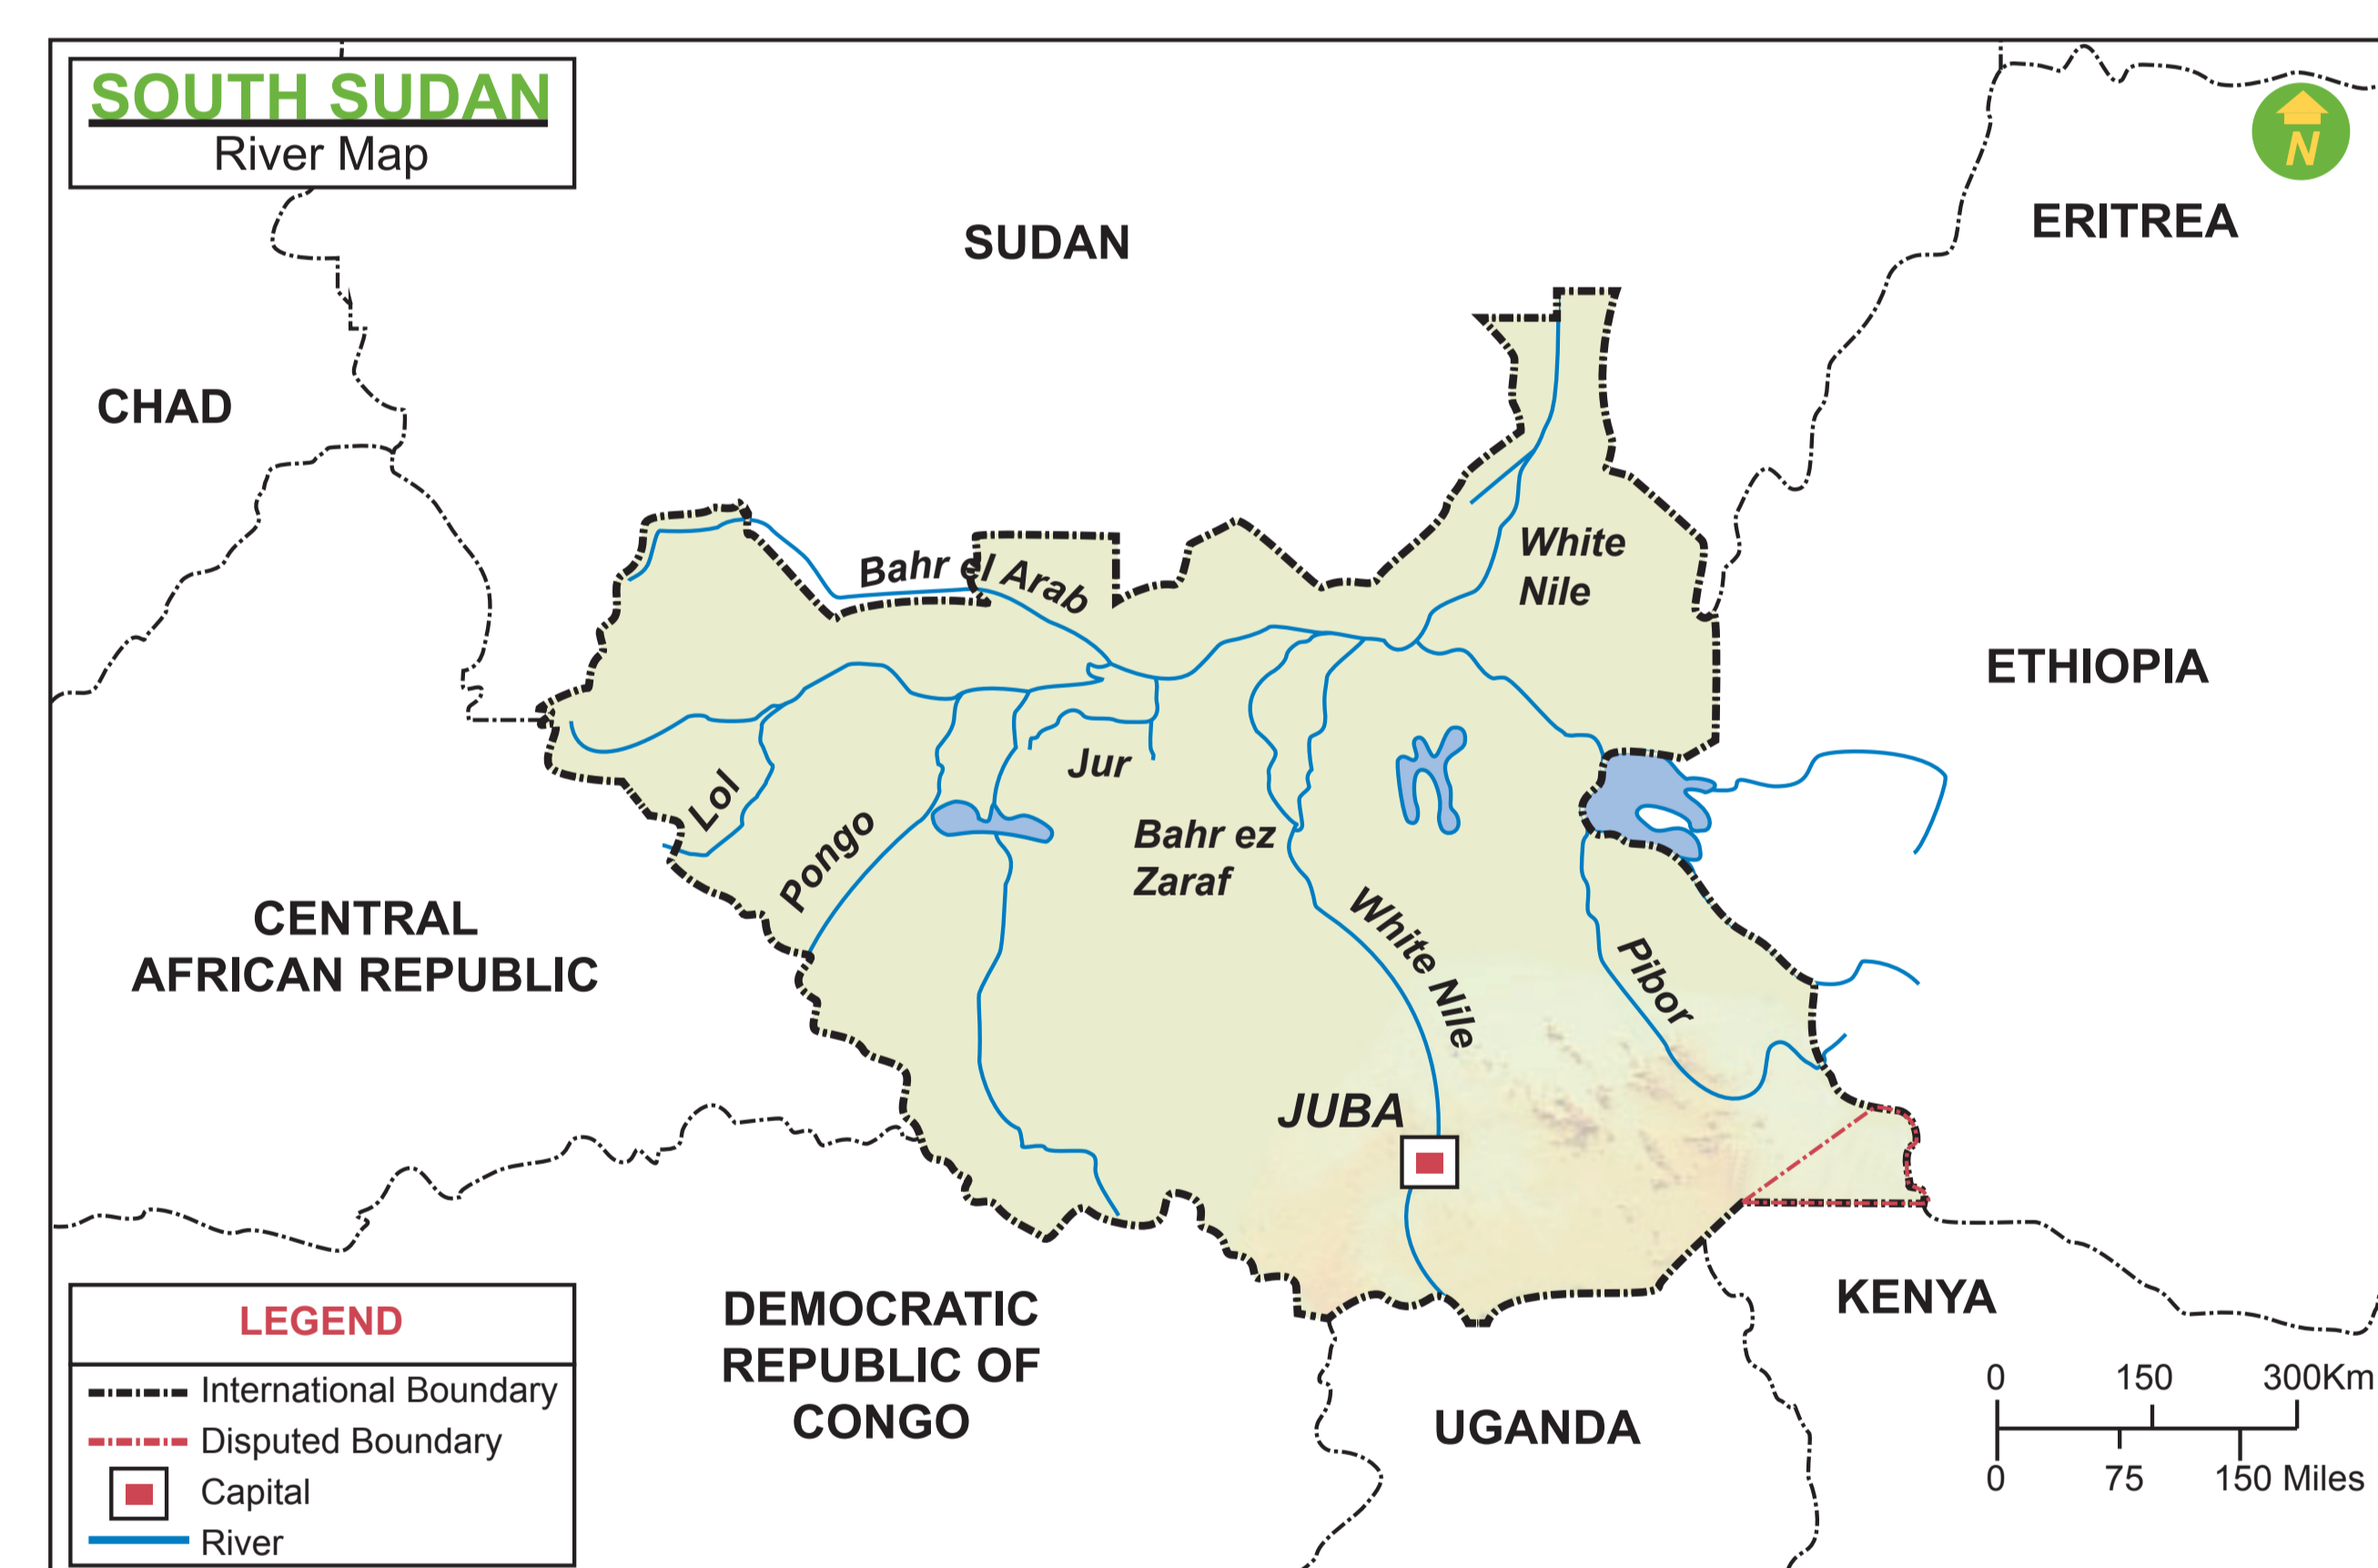 SOUTH SUDAN
River Map
N
SUDAN
ERITREA
CHAD
White
Nile
Bahr el Arab
ETHIOPIA
Jur
Lol
Pongo
Bahr ez
Zaraf
White Nile
Pibor
CENTRAL
AFRICAN REPUBLIC
JUBA
DEMOCRATIC
REPUBLIC OF
CONGO
KENYA
UGANDA
LEGEND
International Boundary
Disputed Boundary
Capital
River
0 150 300Km
0 75 150 Miles